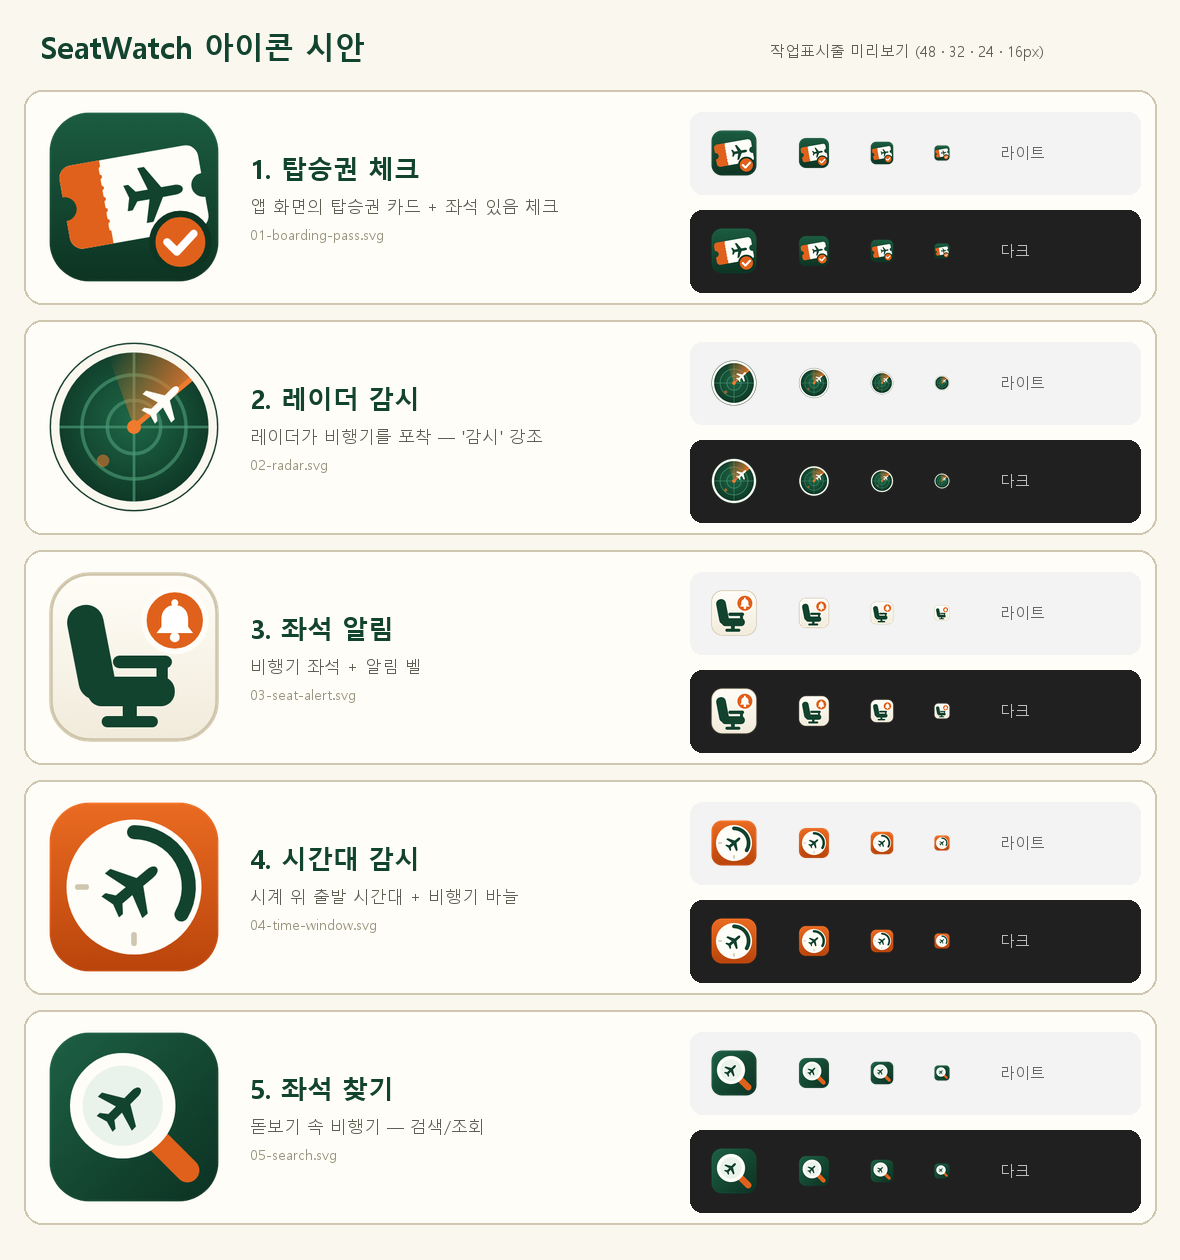 SeatWatch 아이콘 시안
작업표시줄 미리보기 (48 · 32 · 24 · 16px)
1. 탑승권 체크
앱 화면의 탑승권 카드 + 좌석 있음 체크
01-boarding-pass.svg
라이트
다크
2. 레이더 감시
레이더가 비행기를 포착 — '감시' 강조
02-radar.svg
라이트
다크
3. 좌석 알림
비행기 좌석 + 알림 벨
03-seat-alert.svg
라이트
다크
4. 시간대 감시
시계 위 출발 시간대 + 비행기 바늘
04-time-window.svg
라이트
다크
5. 좌석 찾기
돋보기 속 비행기 — 검색/조회
05-search.svg
라이트
다크